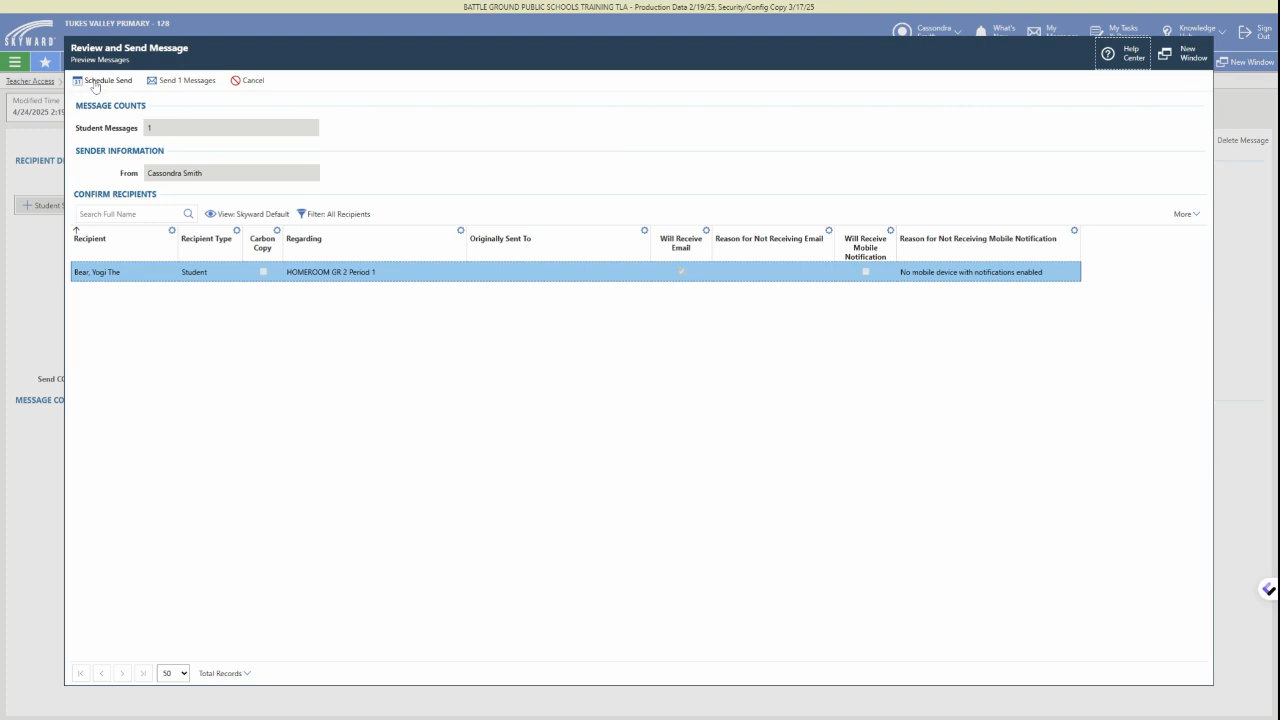 BATTLE GROUND PUBLIC SCHOOLS TRAINING TLA - Production Data 2/19/25, Security/Config Copy 3/17/25
SKYWARD
TUKES VALLEY PRIMARY - 128
Cassondra
What's
My
My Tasks
Knowledge
Sign
Out
Review and Send Message
Preview Messages
Help
Center
New
Window
New Window
Teacher Access
Schedule Send
Send 1 Messages
Cancel
Modified Time
4/24/2025 2:19
MESSAGE COUNTS
Student Messages 1
Delete Message
SENDER INFORMATION
RECIPIENT D
From Cassondra Smith
CONFIRM RECIPIENTS
Student S
Search Full Name
View: Skyward Default
Filter: All Recipients
More
Recipient
Recipient Type
Carbon
Copy
Regarding
Originally Sent To
Will Receive
Email
Reason for Not Receiving Email
Will Receive
Mobile
Notification
Reason for Not Receiving Mobile Notification
Bear, Yogi The
Student
HOMEROOM GR 2 Period 1
No mobile device with notifications enabled
Send CO
MESSAGE CO
50
Total Records